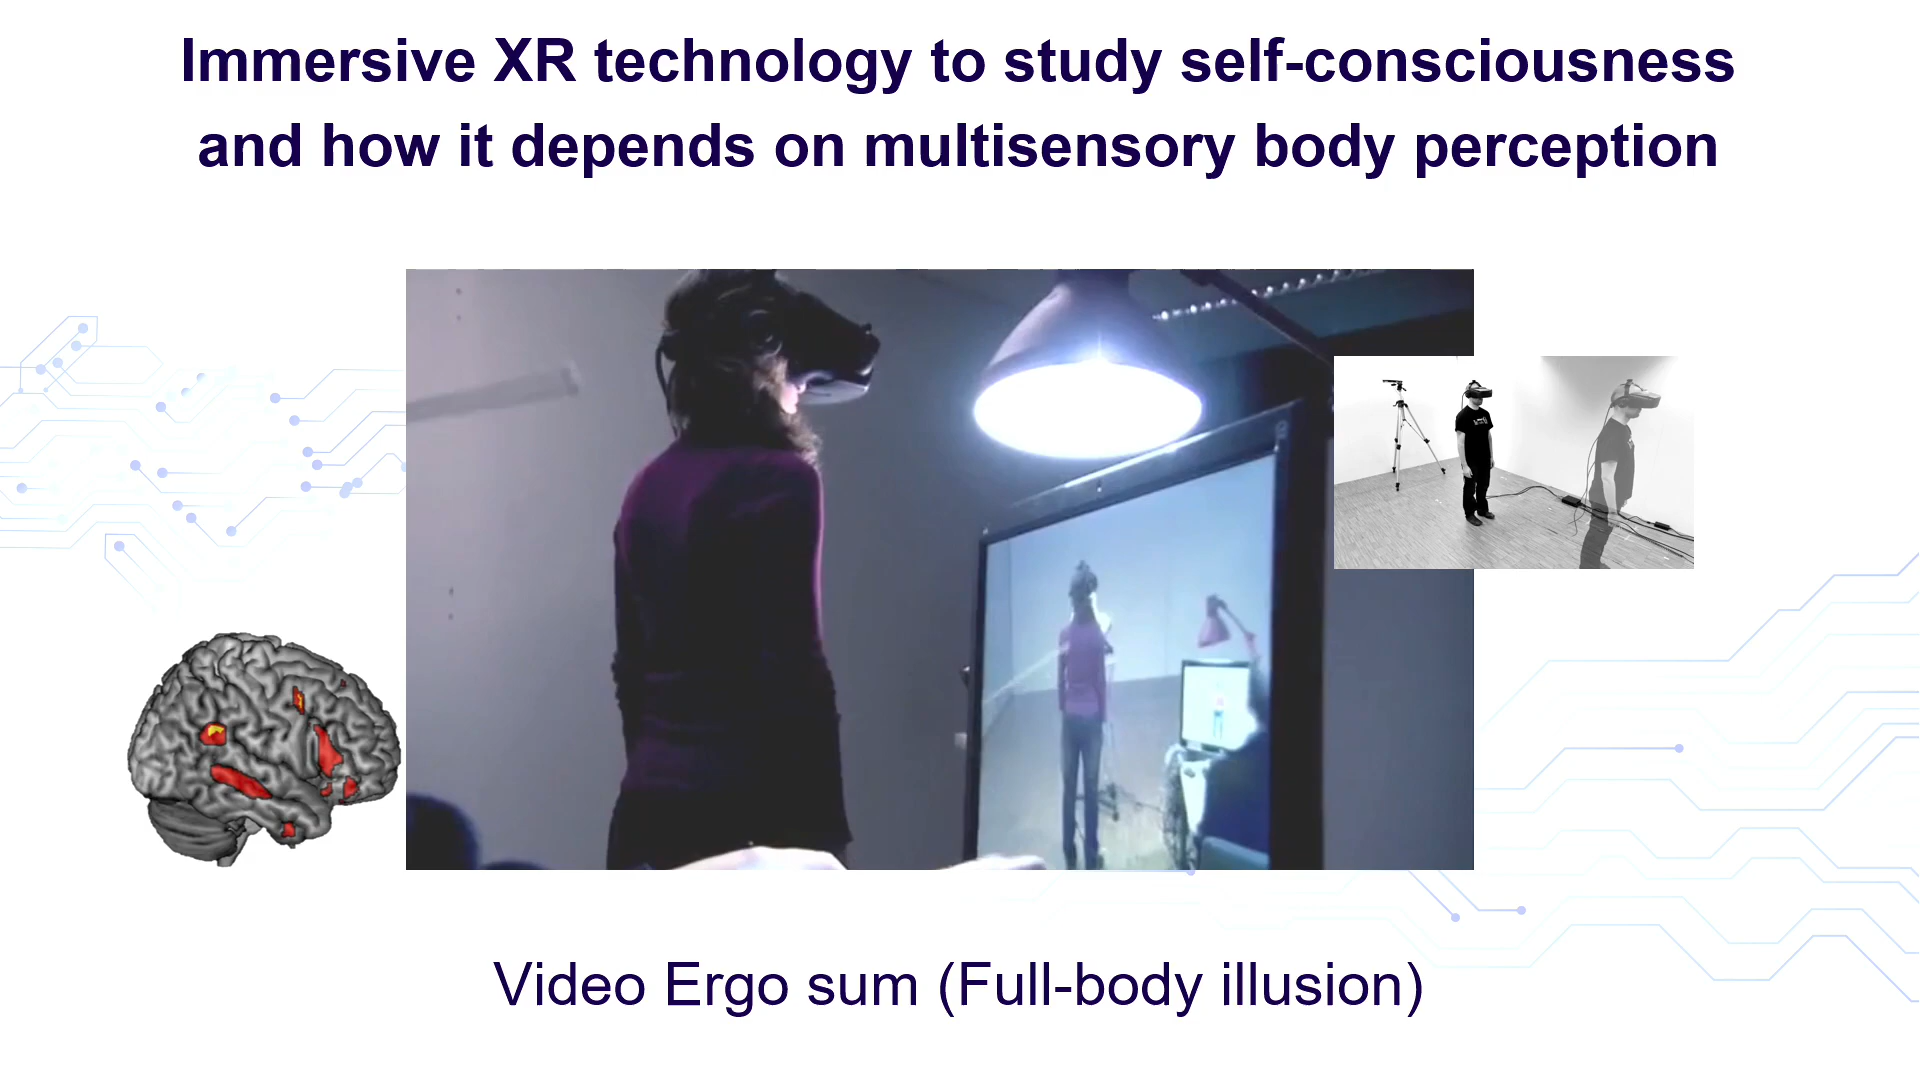 Immersive XR technology to study self-consciousness
and how it depends on multisensory body perception
Video Ergo sum (Full-body illusion)